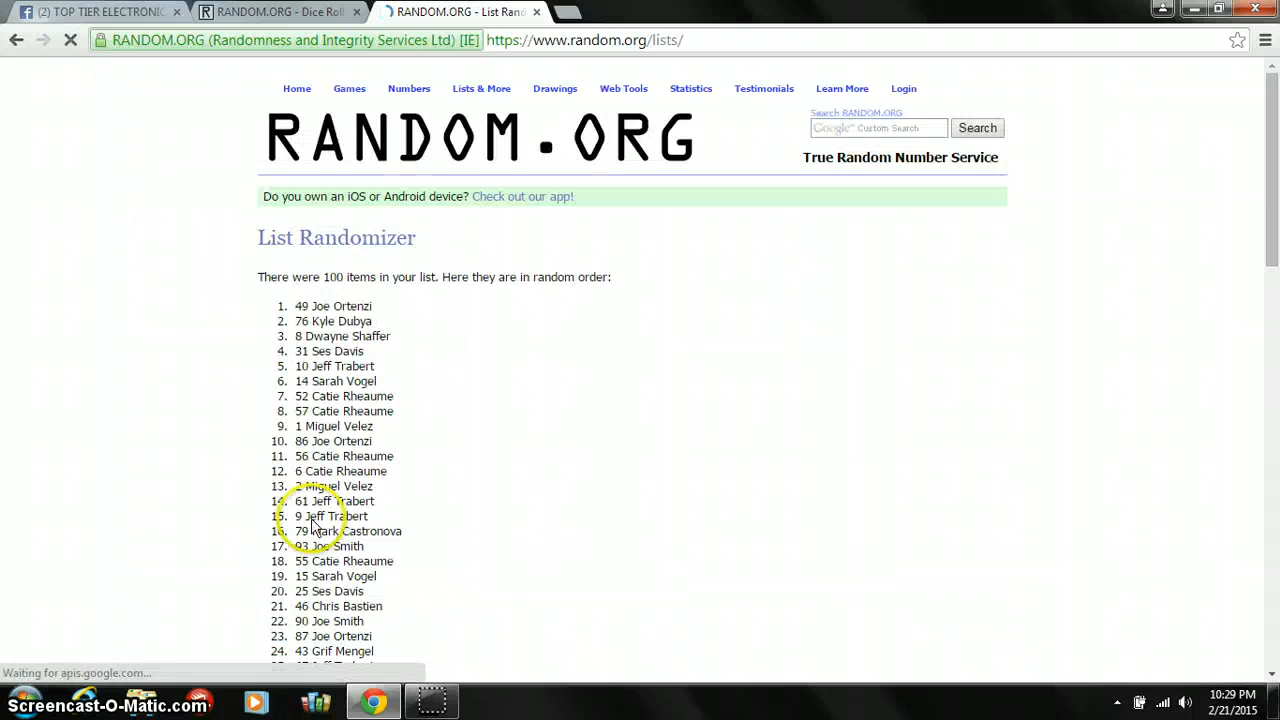 (2) TOP TIER ELECTRONIC
RANDOM.ORG - Dice Roll
RANDOM.ORG - List Ran
RANDOM.ORG (Randomness and Integrity Services Ltd) [IE]
https://www.random.org/lists/
Home Games Numbers Lists & More Drawings Web Tools Statistics Testimonials Learn More Login
RANDOM.ORG
Search RANDOM.ORG
Google™ Custom Search
Search
True Random Number Service
Do you own an iOS or Android device? Check out our app!
List Randomizer
There were 100 items in your list. Here they are in random order:
1. 49 Joe Ortenzi
2. 76 Kyle Dubya
3. 8 Dwayne Shaffer
4. 31 Ses Davis
5. 10 Jeff Trabert
6. 14 Sarah Vogel
7. 52 Catie Rheaume
8. 57 Catie Rheaume
9. 1 Miguel Velez
10. 86 Joe Ortenzi
11. 56 Catie Rheaume
12. 6 Catie Rheaume
13. 2 Miguel Velez
14. 61 Jeff Trabert
15. 9 Jeff Trabert
16. 79 Mark Castronova
17. 93 Joe Smith
18. 55 Catie Rheaume
19. 15 Sarah Vogel
20. 25 Ses Davis
21. 46 Chris Bastien
22. 90 Joe Smith
23. 87 Joe Ortenzi
24. 43 Grif Mengel
Waiting for apis.google.com...
Screencast-O-Matic.com
10:29 PM
2/21/2015